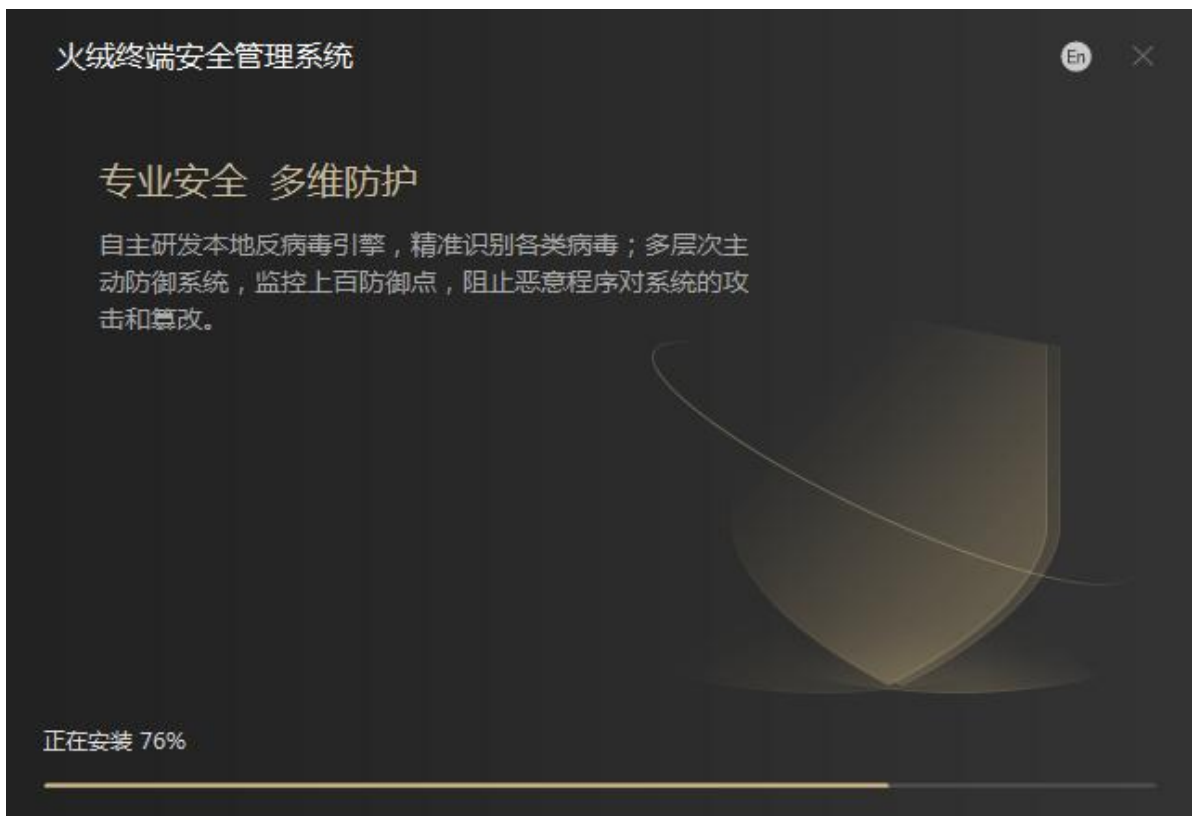 火绒终端安全管理系统
En
专业安全 多维防护
自主研发本地反病毒引擎，精准识别各类病毒；多层次主
动防御系统，监控上百防御点，阻止恶意程序对系统的攻
击和篡改。
正在安装 76%